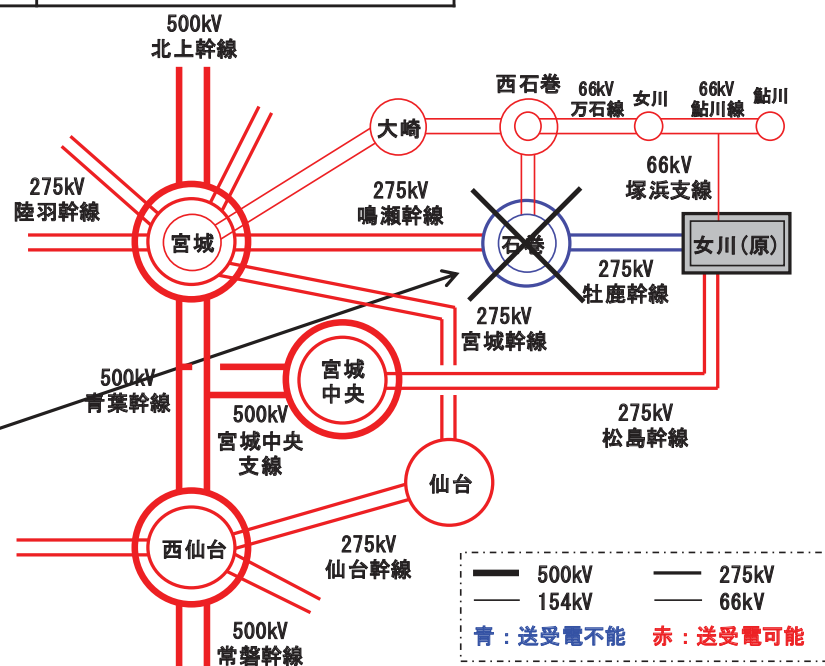 500kV
北上幹線
西石巻
66kV
万石線
女川
66kV
鮎川線
鮎川
大崎
66kV
塚浜支線
275kV
陸羽幹線
275kV
鳴瀬幹線
宮城
石巻
女川(原)
275kV
牡鹿幹線
275kV
宮城幹線
宮城
中央
500kV
青葉幹線
500kV
宮城中央
支線
275kV
松島幹線
仙台
西仙台
275kV
仙台幹線
500kV
常磐幹線
500kV
275kV
154kV
66kV
青：送受電不能
赤：送受電可能